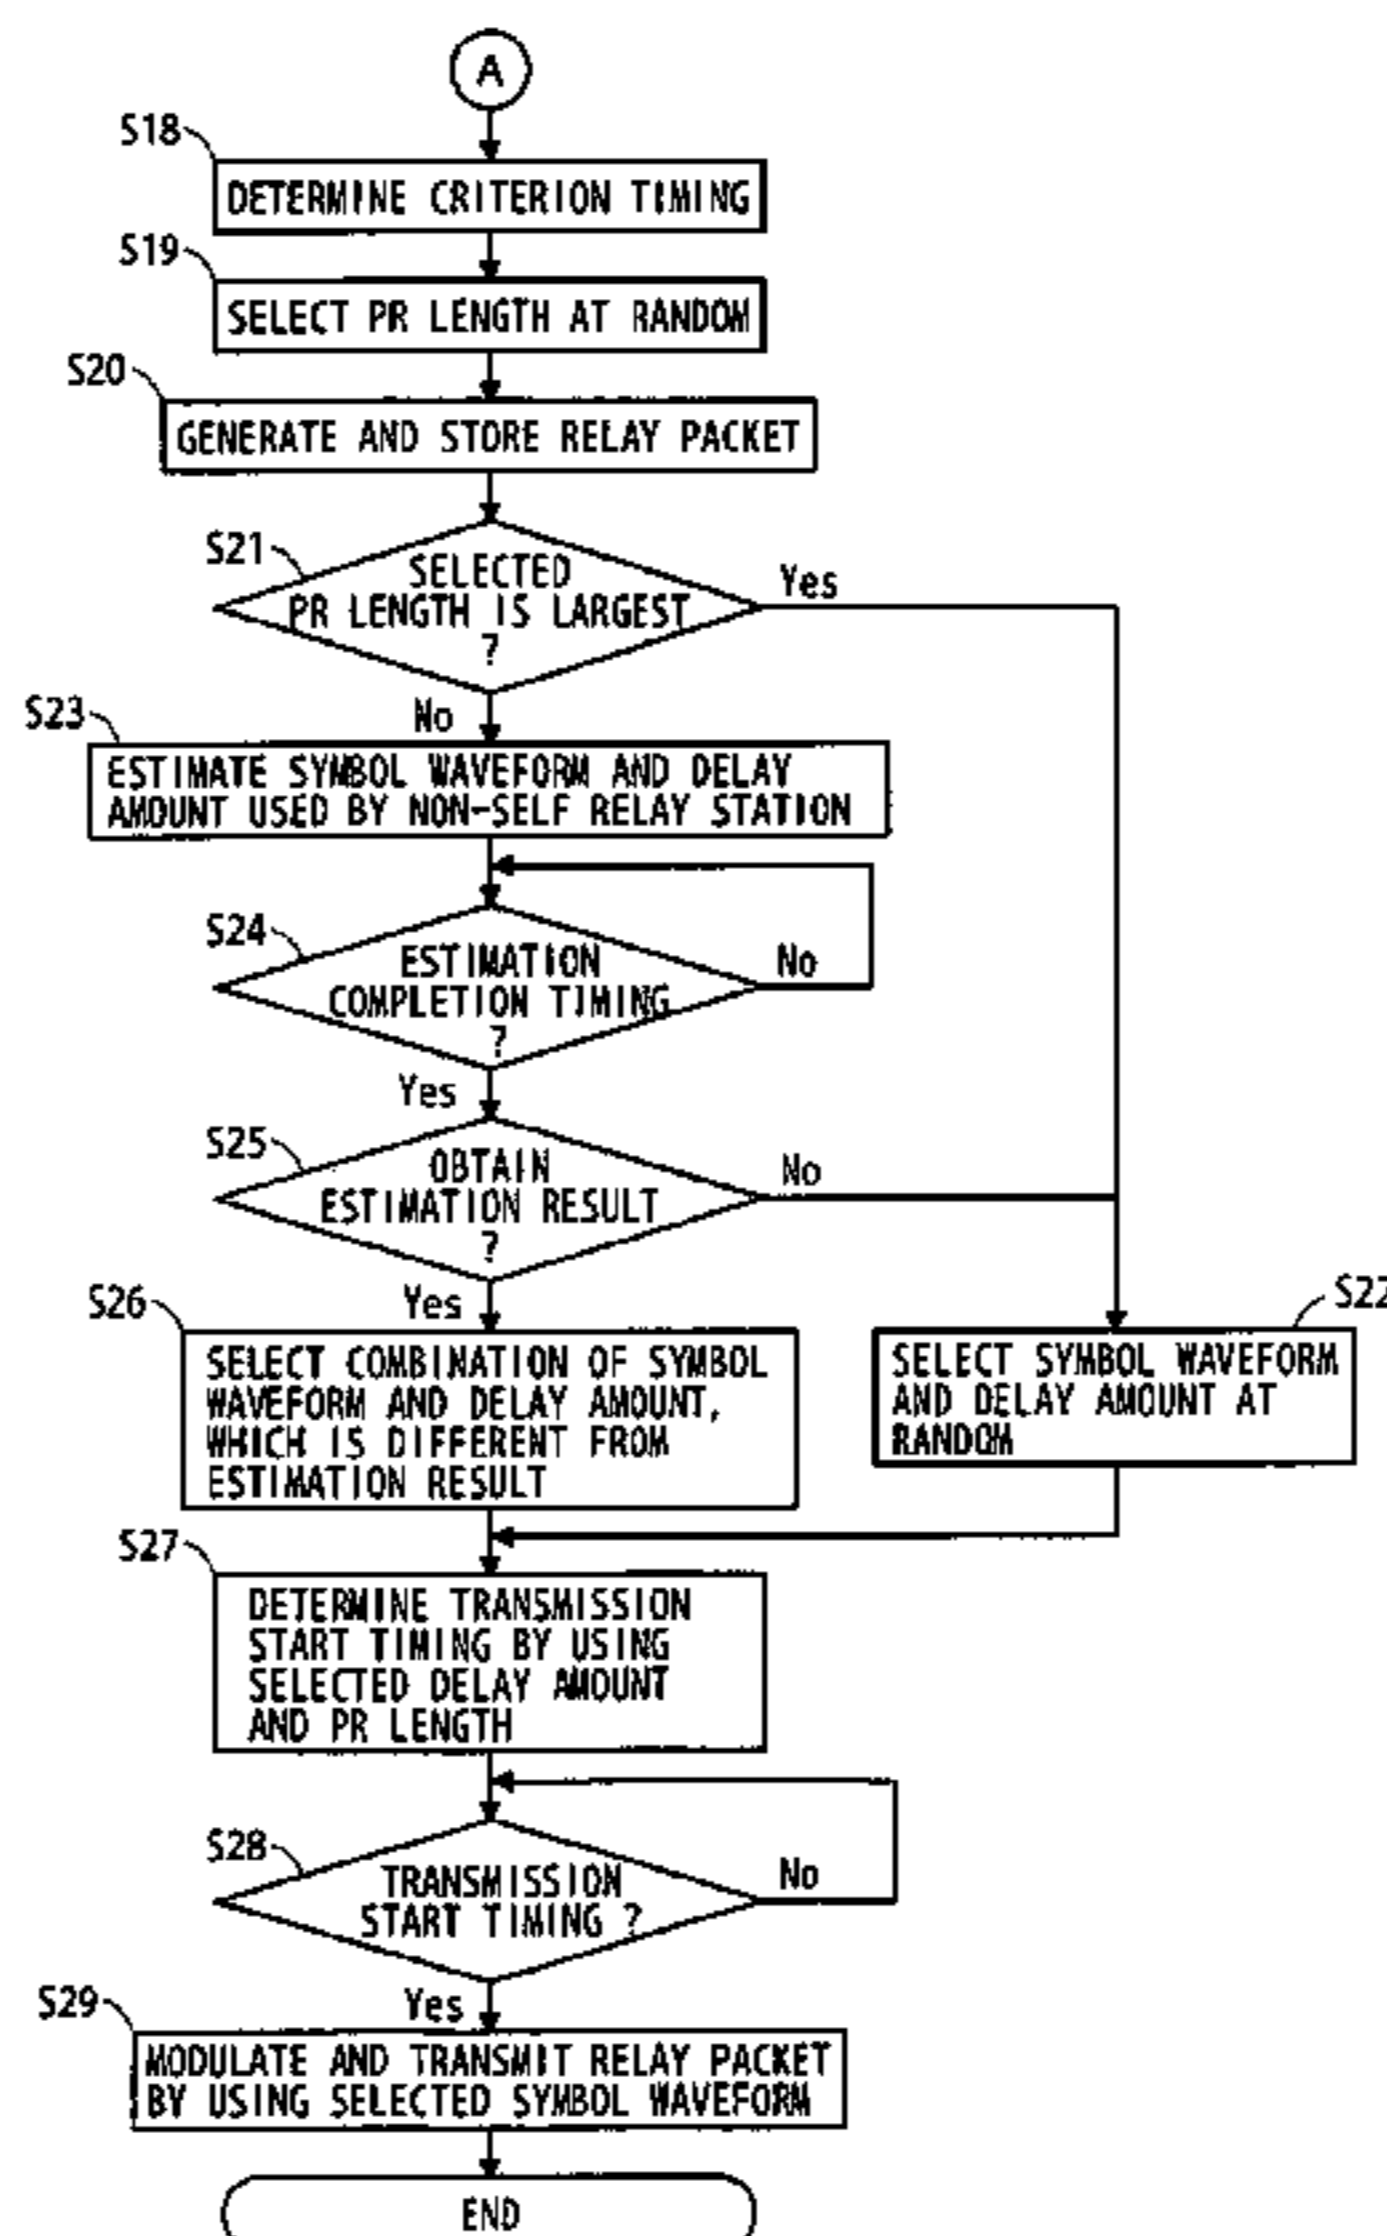 A
S18
DETERMINE CRITERION TIMING
S19
SELECT PR LENGTH AT RANDOM
S20
GENERATE AND STORE RELAY PACKET
S21
SELECTED
PR LENGTH IS LARGEST
?
Yes
No
S23
ESTIMATE SYMBOL WAVEFORM AND DELAY
AMOUNT USED BY NON-SELF RELAY STATION
S24
ESTIMATION
COMPLETION TIMING
?
No
Yes
S25
OBTAIN
ESTIMATION RESULT
?
No
Yes
S26
SELECT COMBINATION OF SYMBOL
WAVEFORM AND DELAY AMOUNT,
WHICH IS DIFFERENT FROM
ESTIMATION RESULT
S22
SELECT SYMBOL WAVEFORM
AND DELAY AMOUNT AT
RANDOM
S27
DETERMINE TRANSMISSION
START TIMING BY USING
SELECTED DELAY AMOUNT
AND PR LENGTH
S28
TRANSMISSION
START TIMING ?
No
Yes
S29
MODULATE AND TRANSMIT RELAY PACKET
BY USING SELECTED SYMBOL WAVEFORM
END